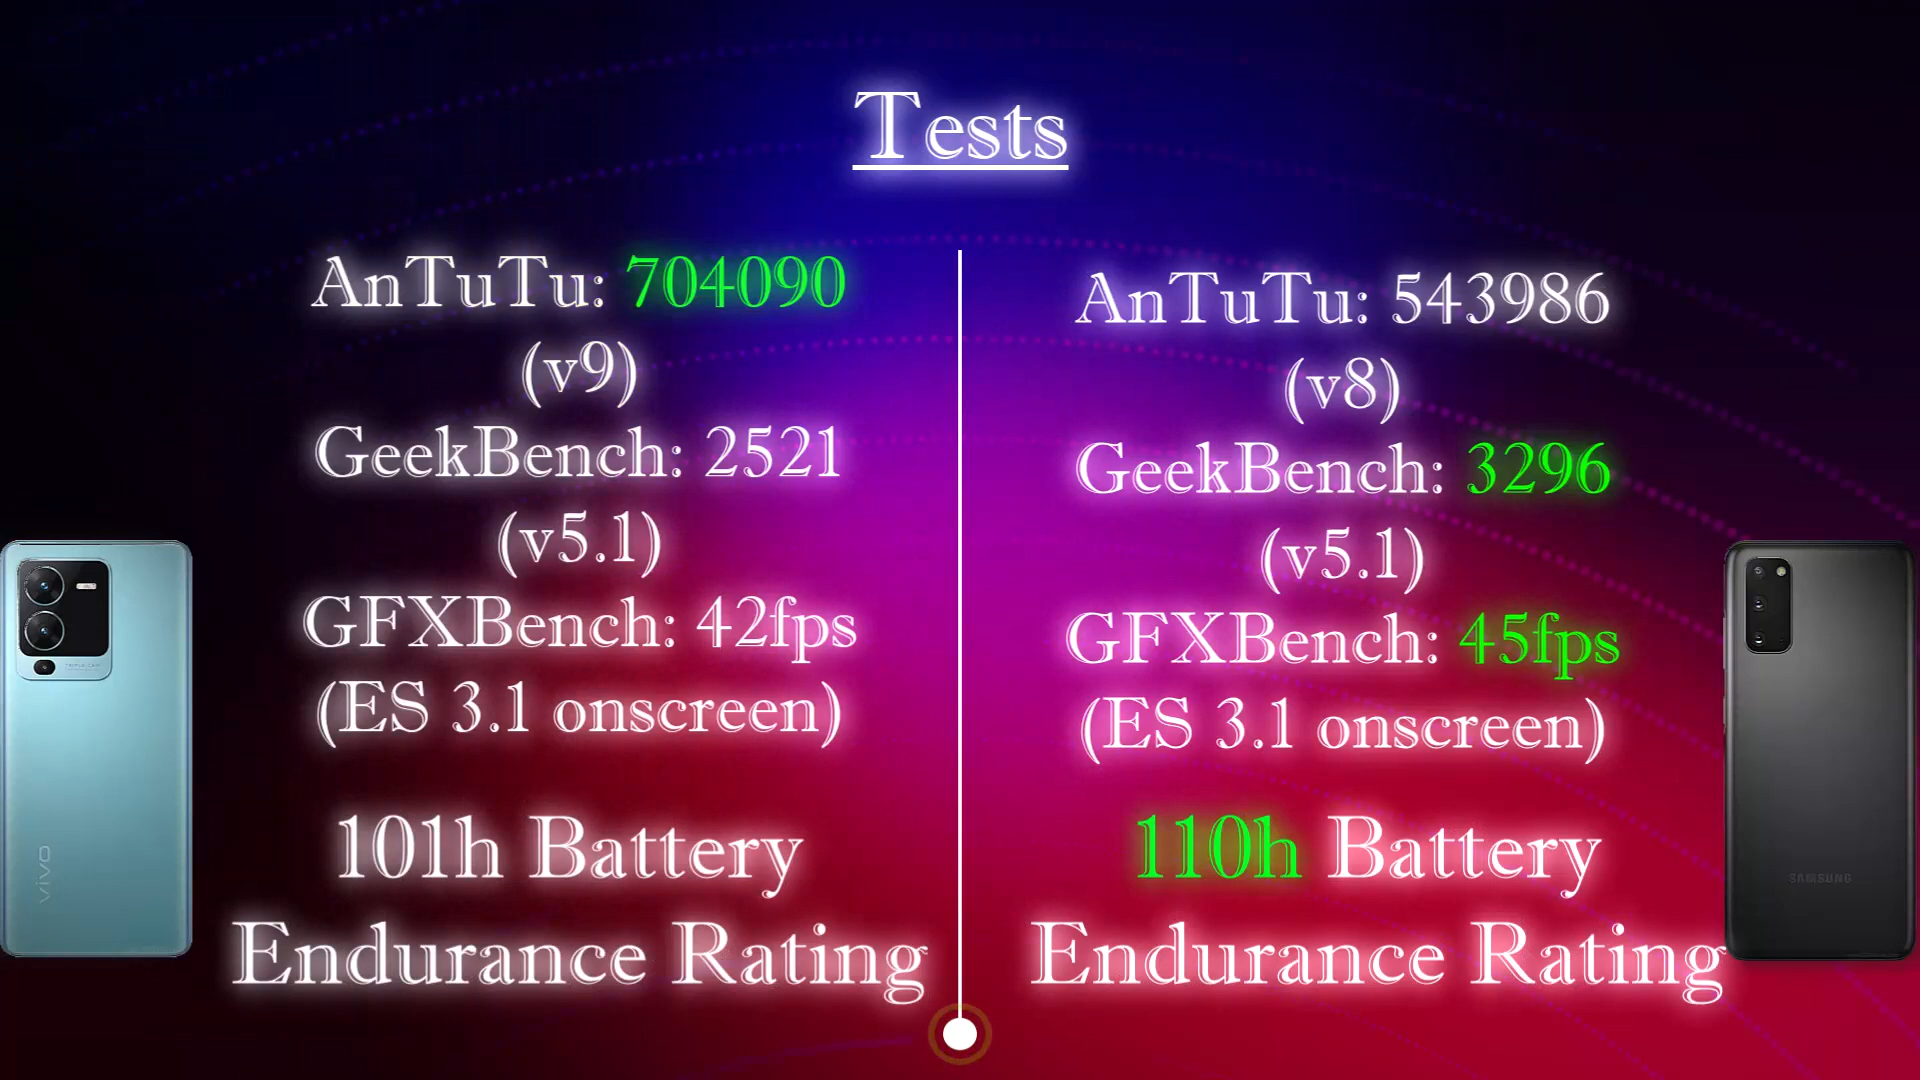 Tests
AnTuTu: 704090
(v9)
GeekBench: 2521
(v5.1)
GFXBench: 42fps
(ES 3.1 onscreen)
101h Battery
Endurance Rating
AnTuTu: 543986
(v8)
GeekBench: 3296
(v5.1)
GFXBench: 45fps
(ES 3.1 onscreen)
110h Battery
Endurance Rating
vivo
SAMSUNG